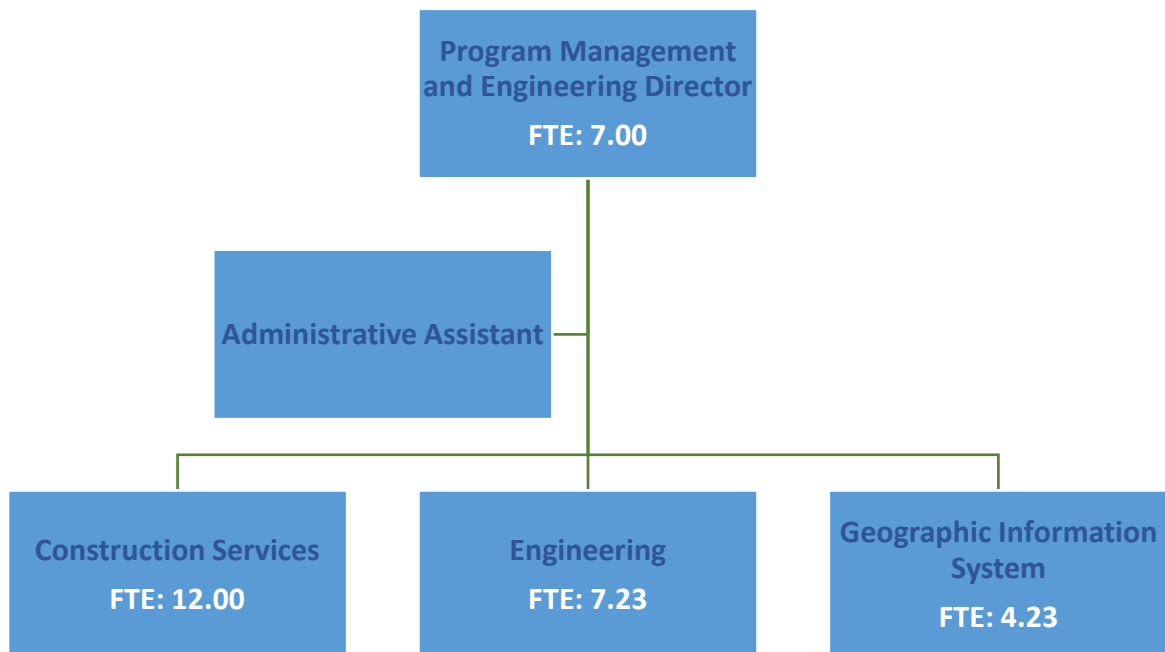 Program Management
and Engineering Director
FTE: 7.00
Administrative Assistant
Construction Services
FTE: 12.00
Engineering
FTE: 7.23
Geographic Information
System
FTE: 4.23